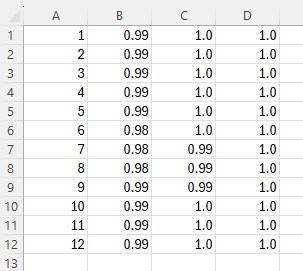 A B C D
1 1 0.99 1.0 1.0
2 2 0.99 1.0 1.0
3 3 0.99 1.0 1.0
4 4 0.99 1.0 1.0
5 5 0.99 1.0 1.0
6 6 0.98 1.0 1.0
7 7 0.98 0.99 1.0
8 8 0.98 0.99 1.0
9 9 0.99 0.99 1.0
10 10 0.99 1.0 1.0
11 11 0.99 1.0 1.0
12 12 0.99 1.0 1.0
13